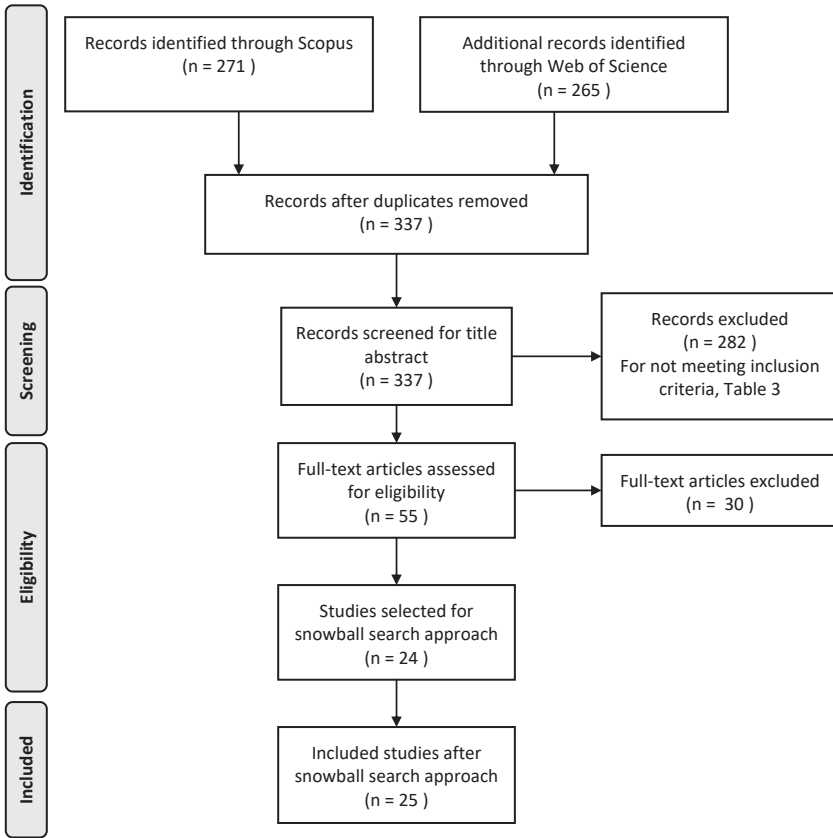 Identification
Records identified through Scopus
(n = 271 )
Additional records identified
through Web of Science
(n = 265 )
Records after duplicates removed
(n = 337 )
Screening
Records screened for title
abstract
(n = 337 )
Records excluded
(n = 282 )
For not meeting inclusion
criteria, Table 3
Eligibility
Full-text articles assessed
for eligibility
(n = 55 )
Full-text articles excluded
(n = 30 )
Studies selected for
snowball search approach
(n = 24 )
Included
Included studies after
snowball search approach
(n = 25 )